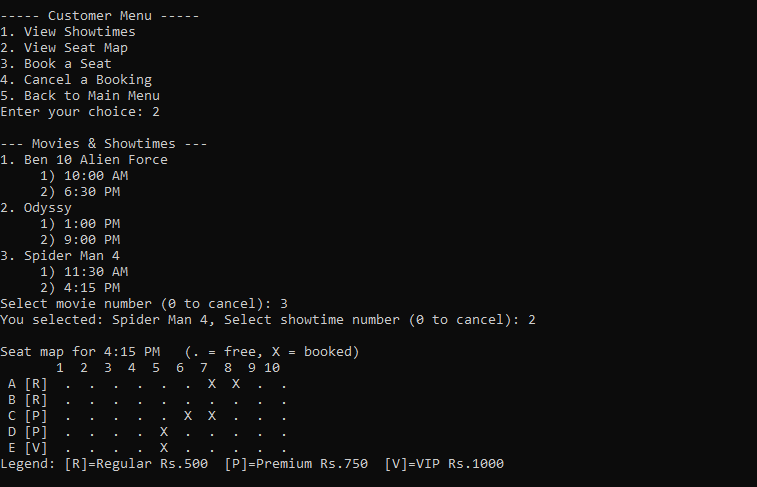 ----- Customer Menu -----
1. View Showtimes
2. View Seat Map
3. Book a Seat
4. Cancel a Booking
5. Back to Main Menu
Enter your choice: 2

--- Movies & Showtimes ---
1. Ben 10 Alien Force
     1) 10:00 AM
     2) 6:30 PM
2. Odyssy
     1) 1:00 PM
     2) 9:00 PM
3. Spider Man 4
     1) 11:30 AM
     2) 4:15 PM
Select movie number (0 to cancel): 3
You selected: Spider Man 4, Select showtime number (0 to cancel): 2

Seat map for 4:15 PM   (. = free, X = booked)
       1  2  3  4  5  6  7  8  9 10
 A [R]  .  .  .  .  .  .  X  X  .  .
 B [R]  .  .  .  .  .  .  .  .  .  .
 C [P]  .  .  .  .  .  X  X  .  .  .
 D [P]  .  .  .  .  X  .  .  .  .  .
 E [V]  .  .  .  .  X  .  .  .  .  .
Legend: [R]=Regular Rs.500  [P]=Premium Rs.750  [V]=VIP Rs.1000